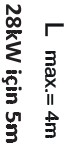 L max.= 4m
28kW için 5m